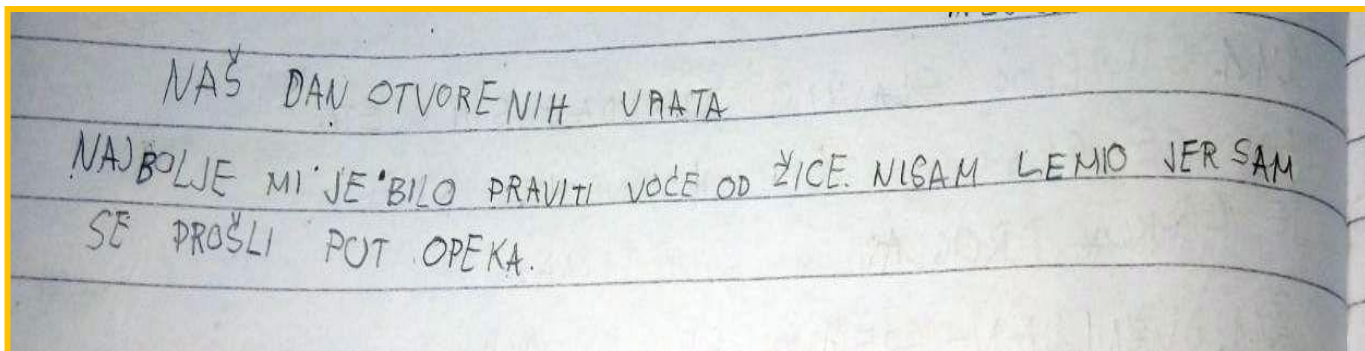 NAŠ DAN OTVORENIH VRATA
NAJBOLJE MI JE BILO PRAVITI VOĆE OD ŽICE. NISAM LEMIO JER SAM
SE PROŠLI PUT OPEKA.